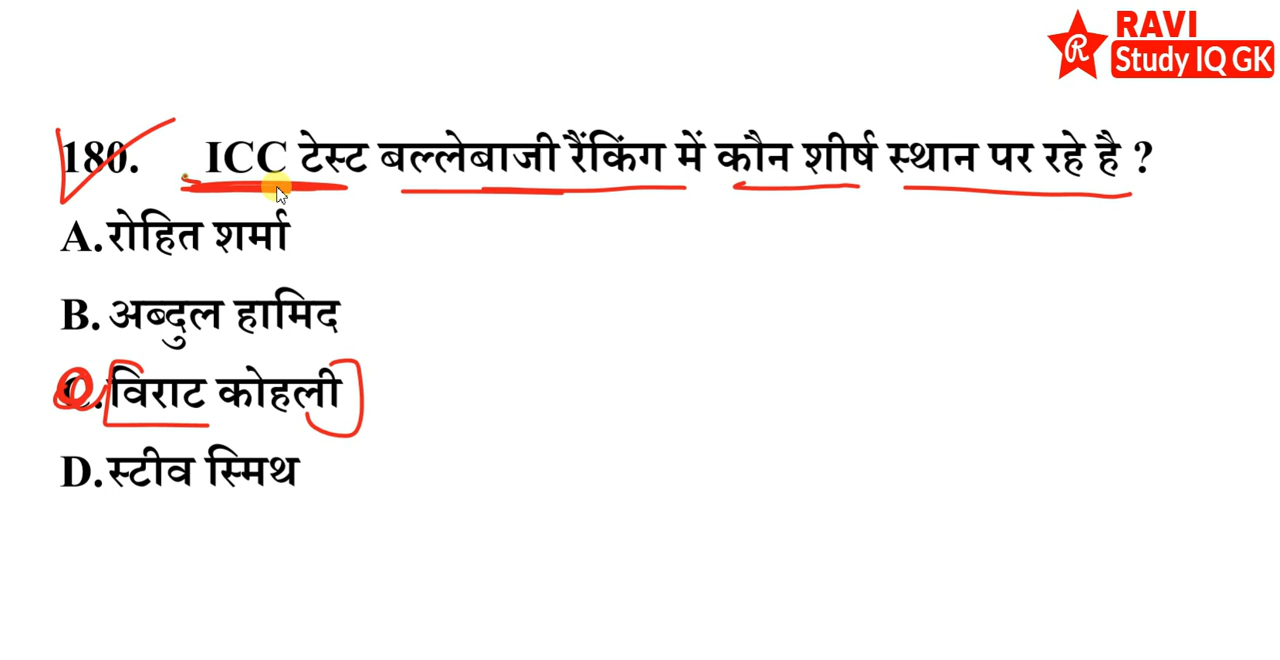 RAVI
R Study IQ GK
180. ICC टेस्ट बल्लेबाजी रैंकिंग में कौन शीर्ष स्थान पर रहे है ?
A.रोहित शर्मा
B. अब्दुल हामिद
C.विराट कोहली
D.स्टीव स्मिथ